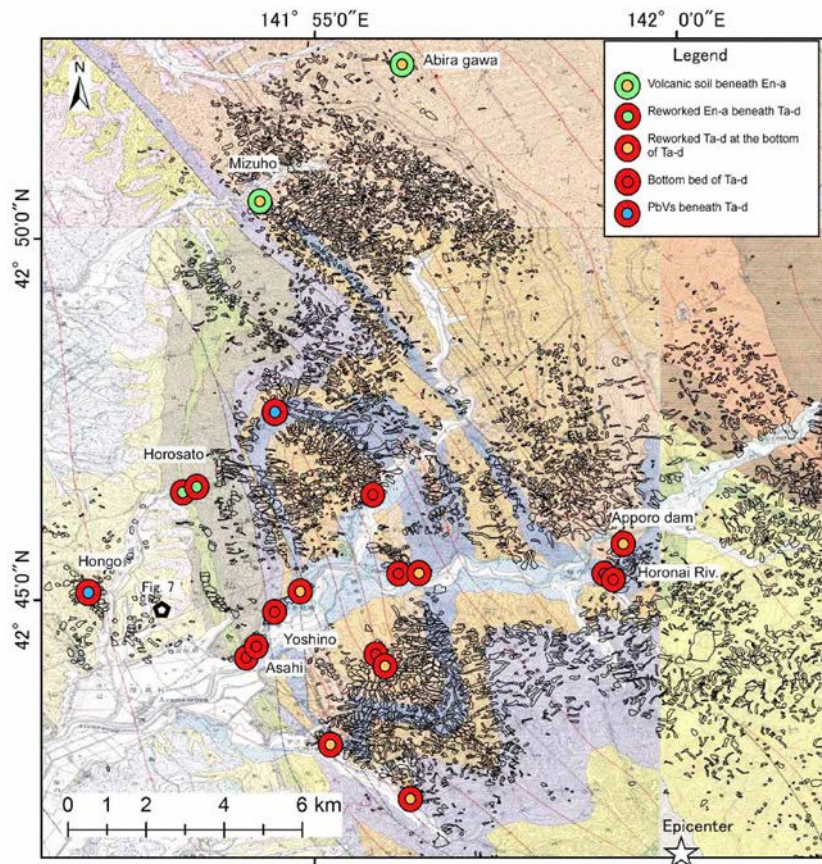 141° 55'0"E
142° 0'0"E
Abira gawa
Legend
N
Volcanic soil beneath En-a
Reworked En-a beneath Ta-d
Reworked Ta-d at the bottom
of Ta-d
Bottom bed of Ta-d
PbVs beneath Ta-d
Mizuho
42° 50'0"N
Horosato
Apporo dam
Hongo
Fig. 7
Horonai Riv.
42° 45'0"N
Yoshino
Asahi
0 2 4 6 km
Epicenter